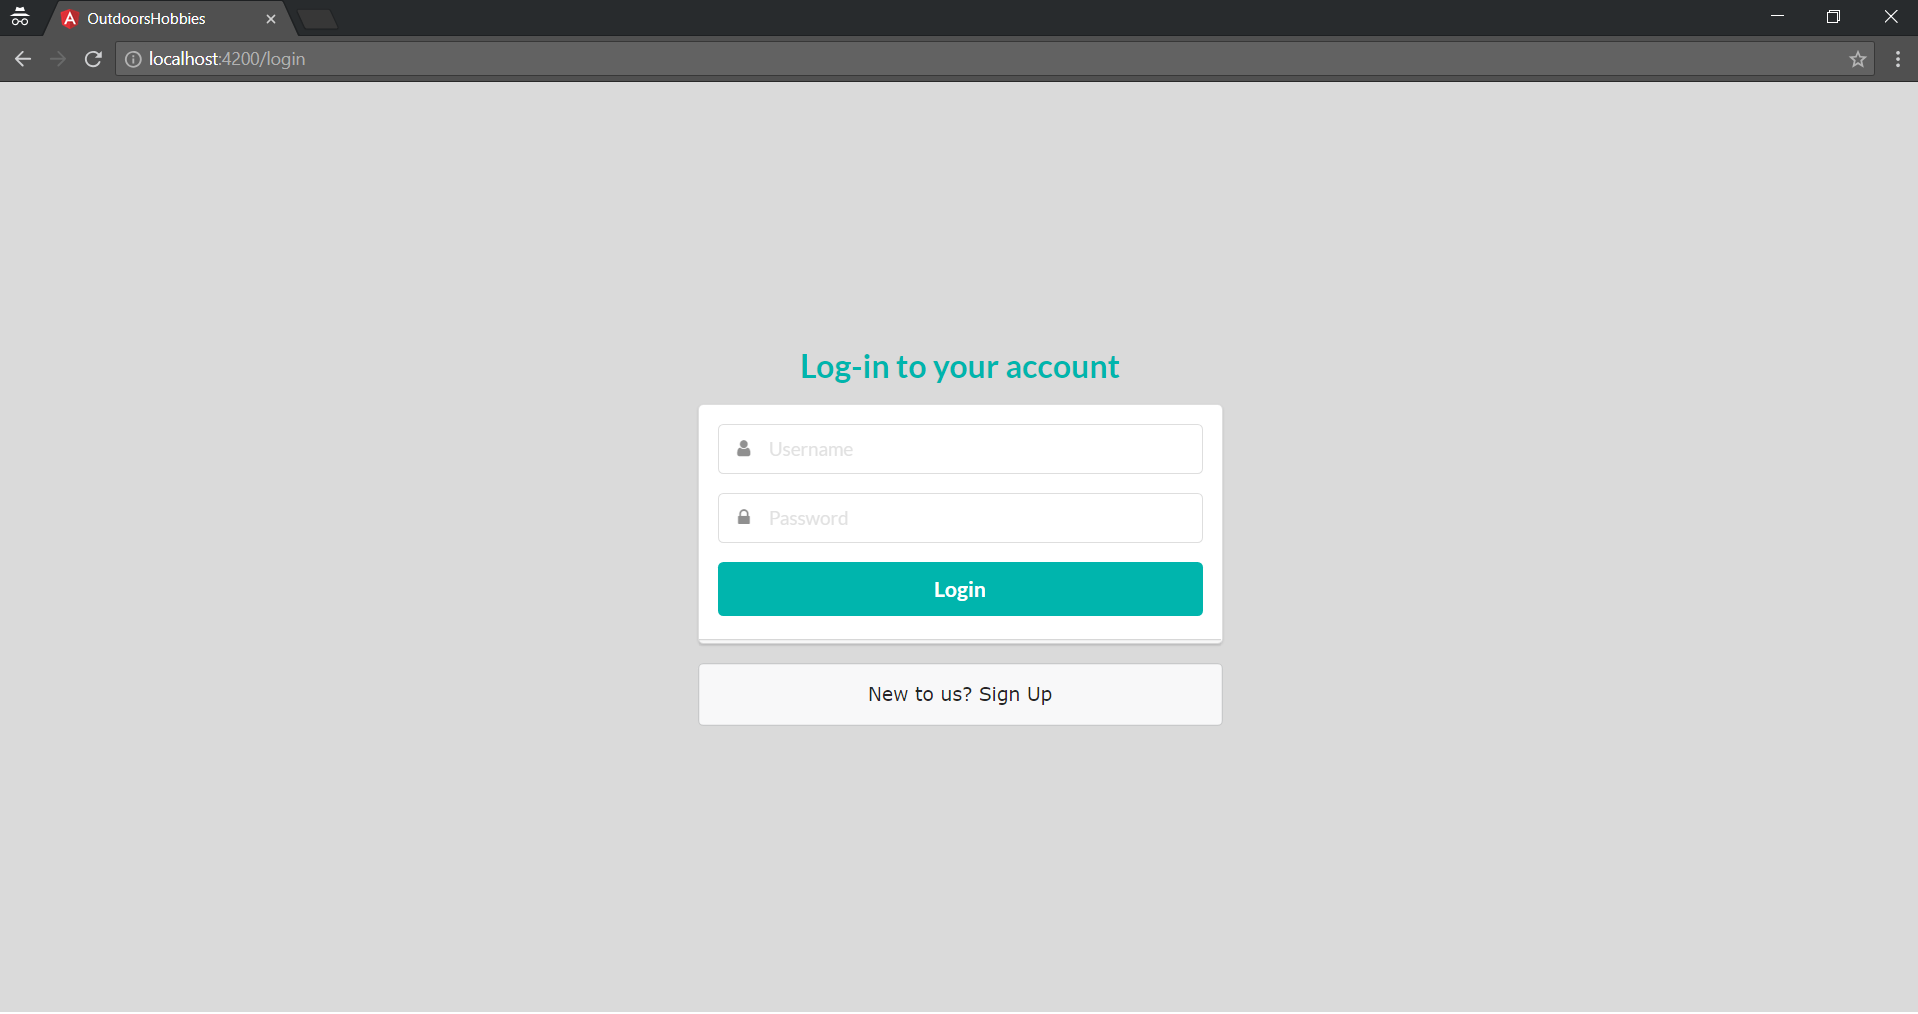 OutdoorsHobbies
localhost:4200/login
Log-in to your account
Username
Password
Login
New to us? Sign Up